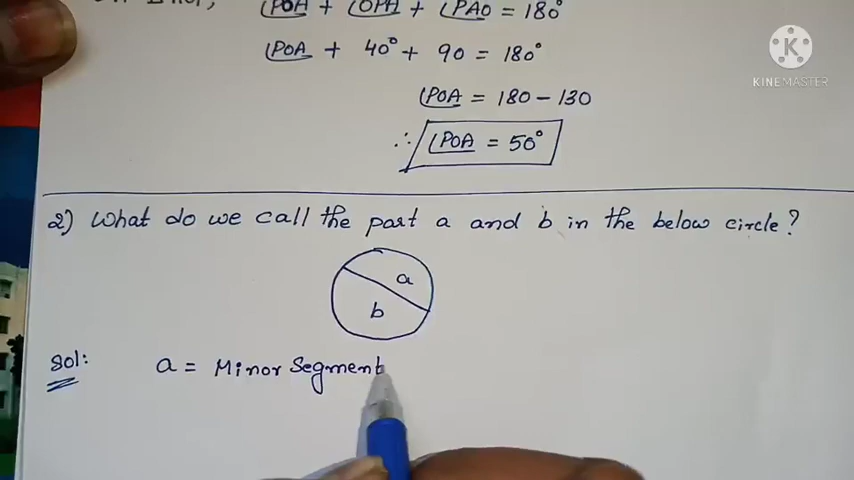 ∠POA + ∠OPA + ∠PAO = 180°
∠POA + 40° + 90 = 180°
∠POA = 180 - 130
∴ ∠POA = 50°
2) What do we call the part a and b in the below circle?
a
b
Sol: a = Minor Segment
KINEMASTER